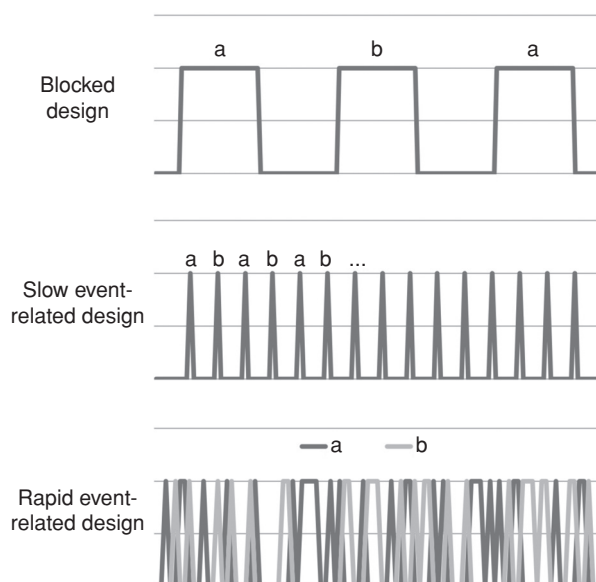 a b a
Blocked
design
a b a b a b ...
Slow event-
related design
a b
Rapid event-
related design